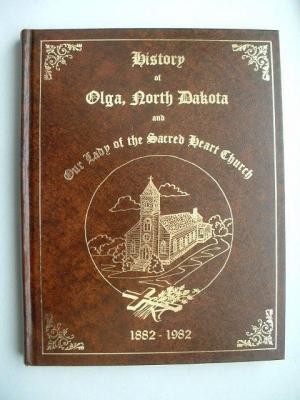 History
of
Olga, North Dakota
and
Our Lady of the Sacred Heart Church
1882 - 1982